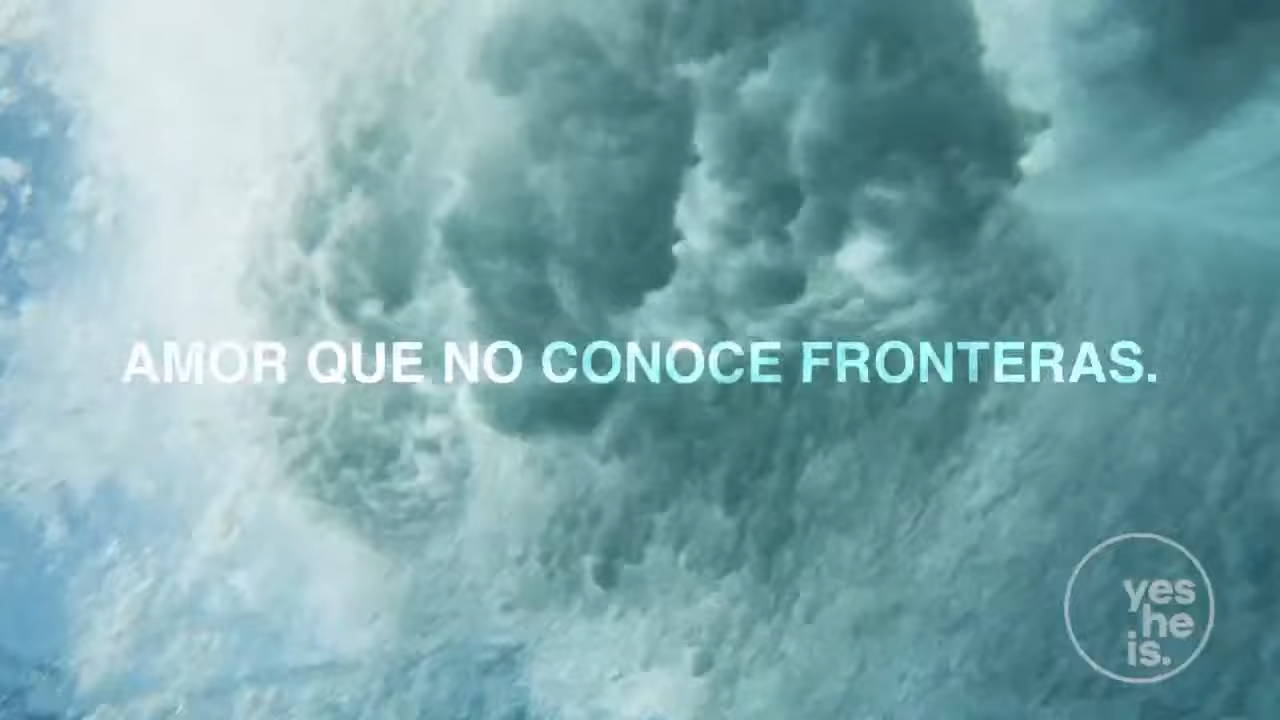 AMOR QUE NO CONOCE FRONTERAS.
yes
he
is.